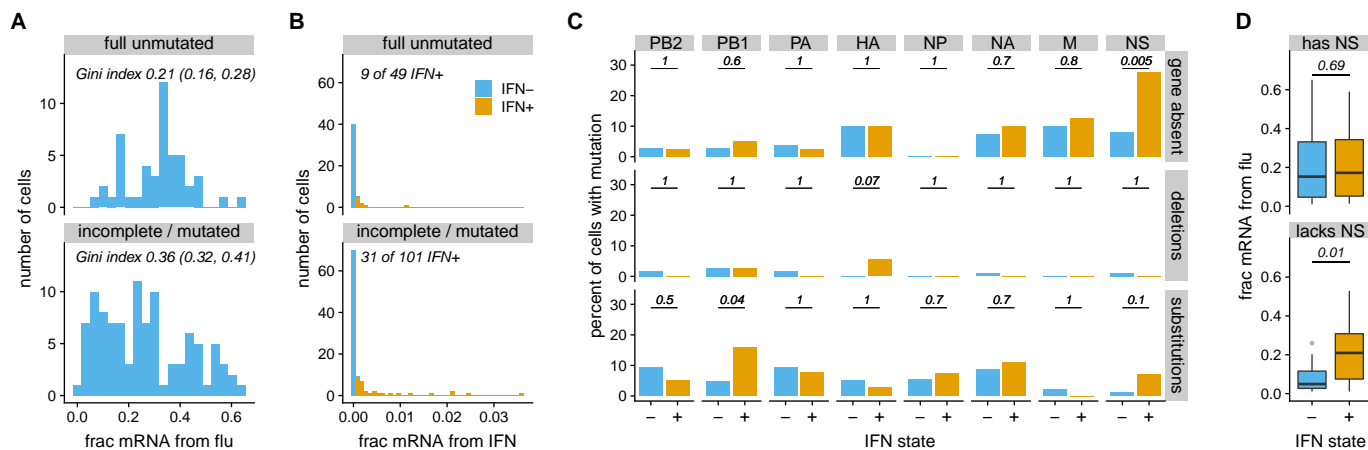 A
full unmutated
Gini index 0.21 (0.16, 0.28)
10
5
0
incomplete / mutated
Gini index 0.36 (0.32, 0.41)
10
5
0
0.0 0.2 0.4 0.6
number of cells
frac mRNA from flu
B
full unmutated
9 of 49 IFN+
IFN−
IFN+
60
40
20
0
incomplete / mutated
31 of 101 IFN+
60
40
20
0
0.00 0.01 0.02 0.03
number of cells
frac mRNA from IFN
C
PB2 PB1 PA HA NP NA M NS
1 0.6 1 1 1 0.7 0.8 0.005
30
20
10
0
gene absent
1 1 1 0.07 1 1 1 1
30
20
10
0
deletions
0.5 0.04 1 1 0.7 0.7 1 0.1
30
20
10
0
substitutions
− + − + − + − + − + − + − + − +
percent of cells with mutation
IFN state
D
has NS
0.69
0.6
0.4
0.2
0.0
lacks NS
0.01
0.6
0.4
0.2
0.0
− +
frac mRNA from flu
IFN state